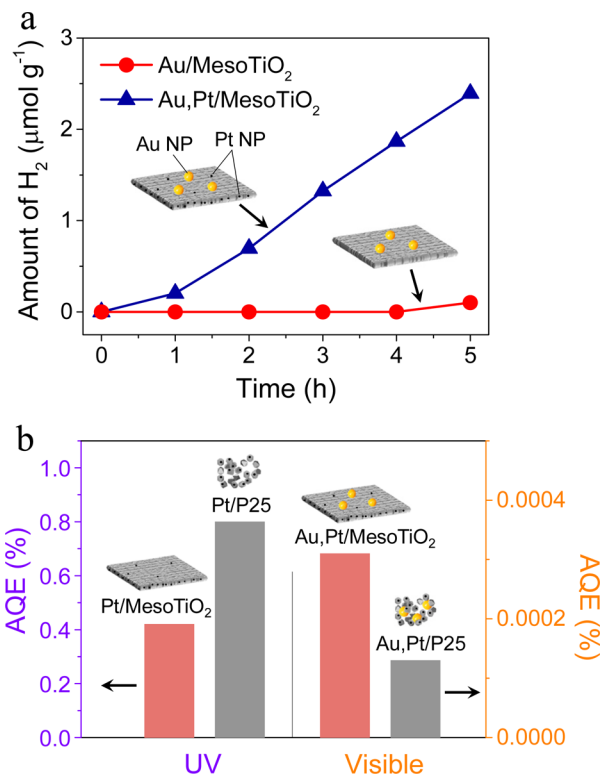 a
3
2
1
0
Amount of H₂ (μmol g⁻¹)
Au/MesoTiO₂
Au,Pt/MesoTiO₂
Au NP
Pt NP
0 1 2 3 4 5
Time (h)
b
1.0
0.8
0.6
0.4
0.2
0.0
AQE (%)
Pt/MesoTiO₂
Pt/P25
Au,Pt/MesoTiO₂
Au,Pt/P25
0.0004
0.0002
0.0000
AQE (%)
UV
Visible